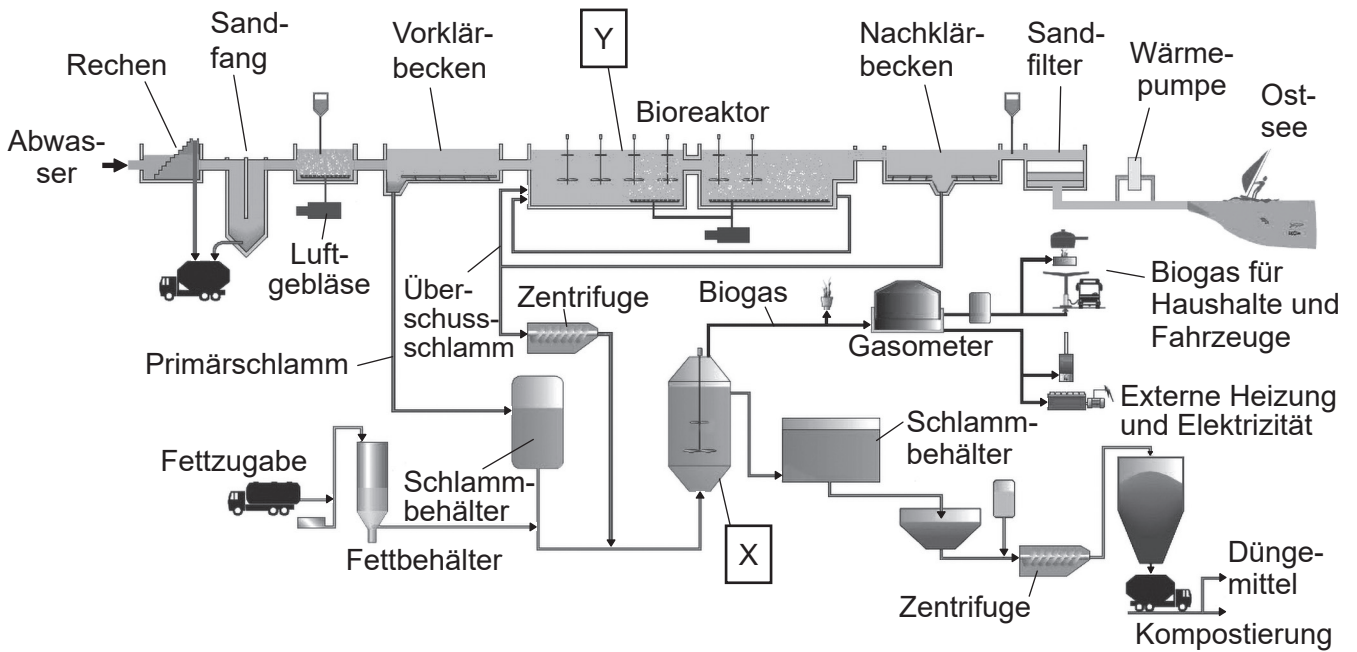 Abwas-
ser
Rechen
Sand-
fang
Luft-
gebläse
Vorklär-
becken
Y
Bioreaktor
Nachklär-
becken
Sand-
filter
Wärme-
pumpe
Ost-
see
Primärschlamm
Über-
schuss-
schlamm
Zentrifuge
Biogas
Gasometer
Biogas für
Haushalte und
Fahrzeuge
Externe Heizung
und Elektrizität
Fettzugabe
Fettbehälter
Schlamm-
behälter
X
Schlamm-
behälter
Zentrifuge
Dünge-
mittel
Kompostierung